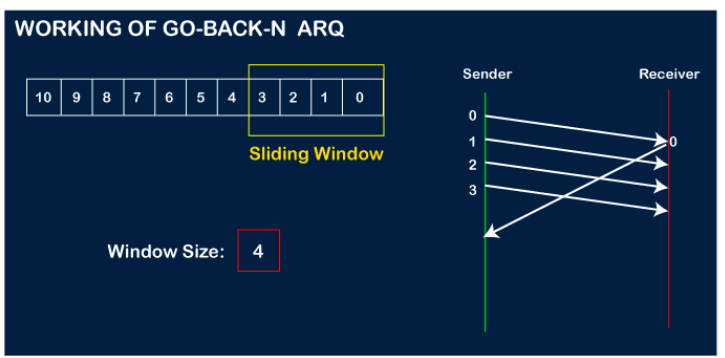 WORKING OF GO-BACK-N ARQ
10 9 8 7 6 5 4 3 2 1 0
Sliding Window
Window Size: 4
Sender Receiver
0
1 0
2
3